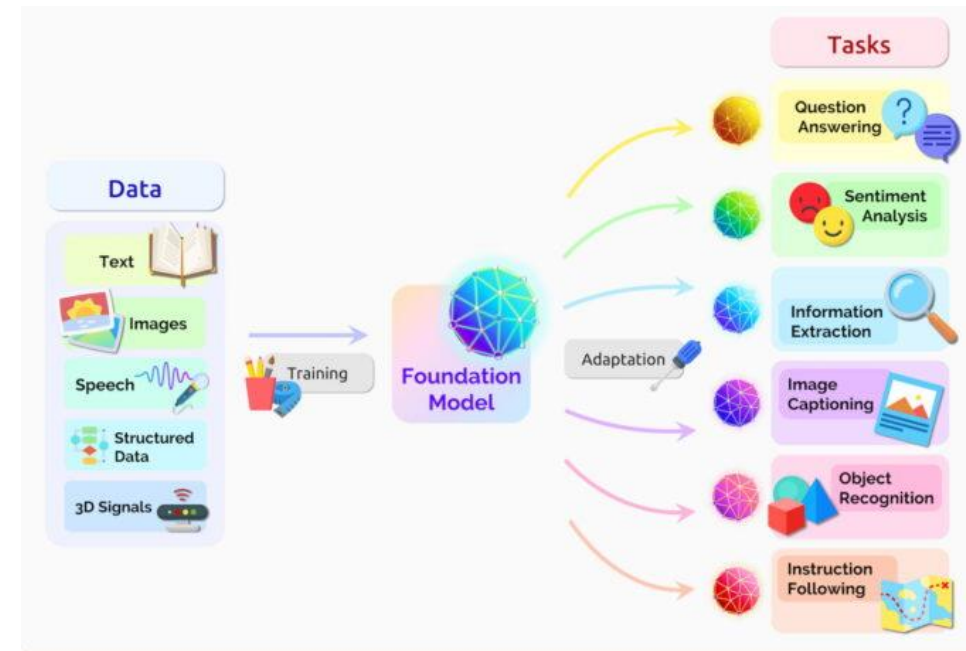 Data
Text
Images
Speech
Structured
Data
3D Signals
Training
Foundation
Model
Adaptation
Tasks
Question
Answering
?
Sentiment
Analysis
Information
Extraction
Image
Captioning
Object
Recognition
Instruction
Following